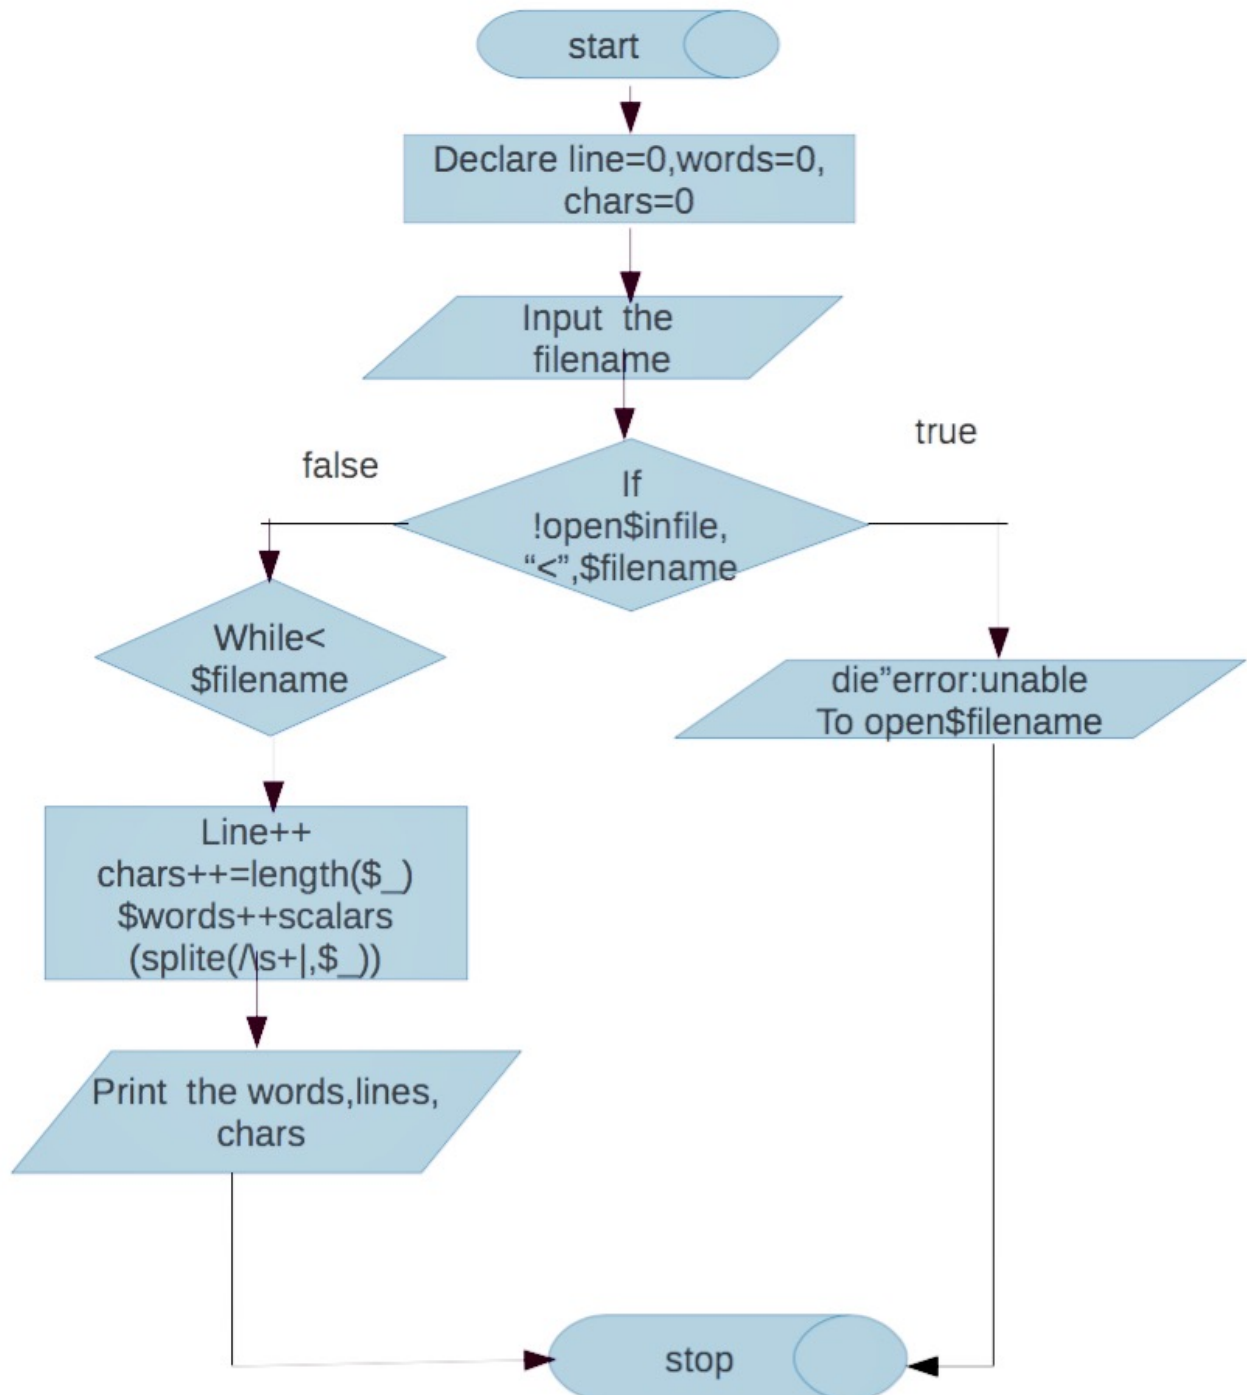 start
Declare line=0,words=0,
chars=0
Input  the
filename
true
false
If
!open$infile,
“<”,$filename
While<
$filename
die”error:unable
To open$filename
Line++
chars++=length($_)
$words++scalars
(splite(/\s+|,$_))
Print  the words,lines,
chars
stop